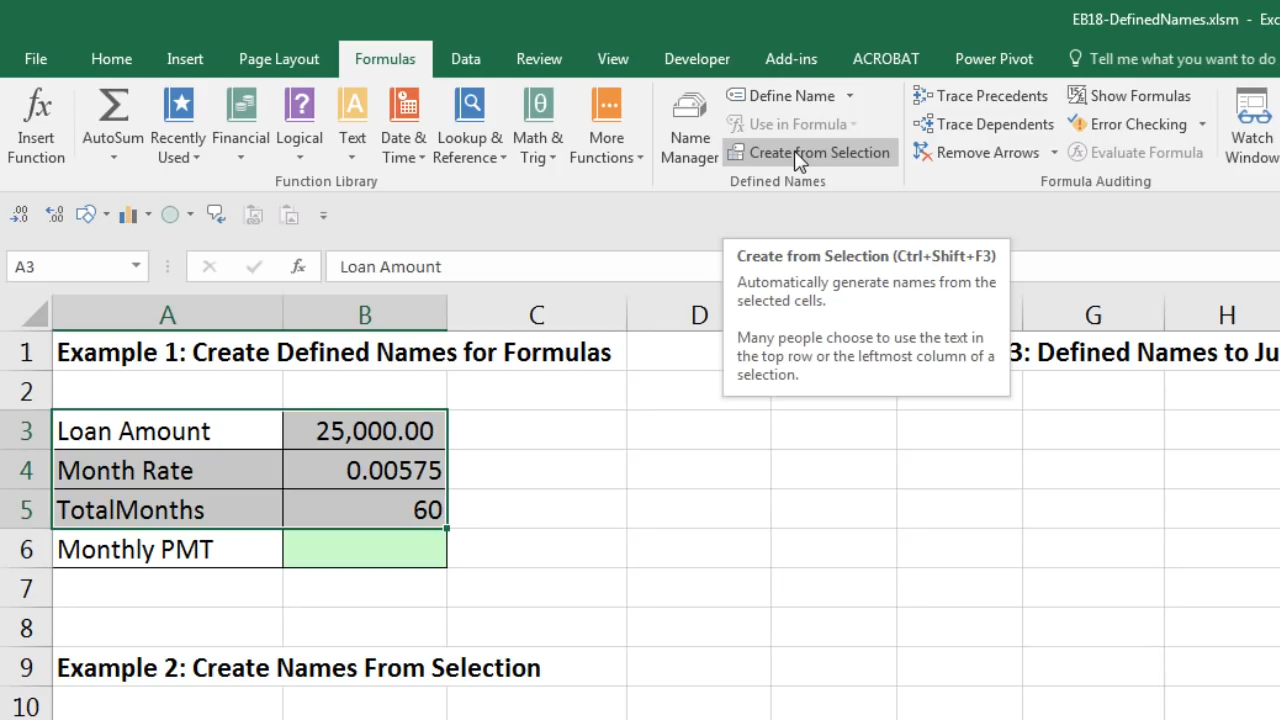 EB18-DefinedNames.xlsm - Exc
File Home Insert Page Layout Formulas Data Review View Developer Add-ins ACROBAT Power Pivot Tell me what you want to do
fx Σ ? A θ
Insert Function
AutoSum
Recently Used
Financial
Logical
Text
Date & Time
Lookup & Reference
Math & Trig
More Functions
Function Library
Name Manager
Define Name
Use in Formula
Create from Selection
Defined Names
Trace Precedents
Trace Dependents
Remove Arrows
Show Formulas
Error Checking
Evaluate Formula
Formula Auditing
Watch Window
.00 →.0 ←.0 .00
A3 fx Loan Amount
Create from Selection (Ctrl+Shift+F3)
Automatically generate names from the
selected cells.
Many people choose to use the text in
the top row or the leftmost column of a
selection.
A B C D G H
1 Example 1: Create Defined Names for Formulas 3: Defined Names to Ju
2
3 Loan Amount 25,000.00
4 Month Rate 0.00575
5 TotalMonths 60
6 Monthly PMT
7
8
9 Example 2: Create Names From Selection
10